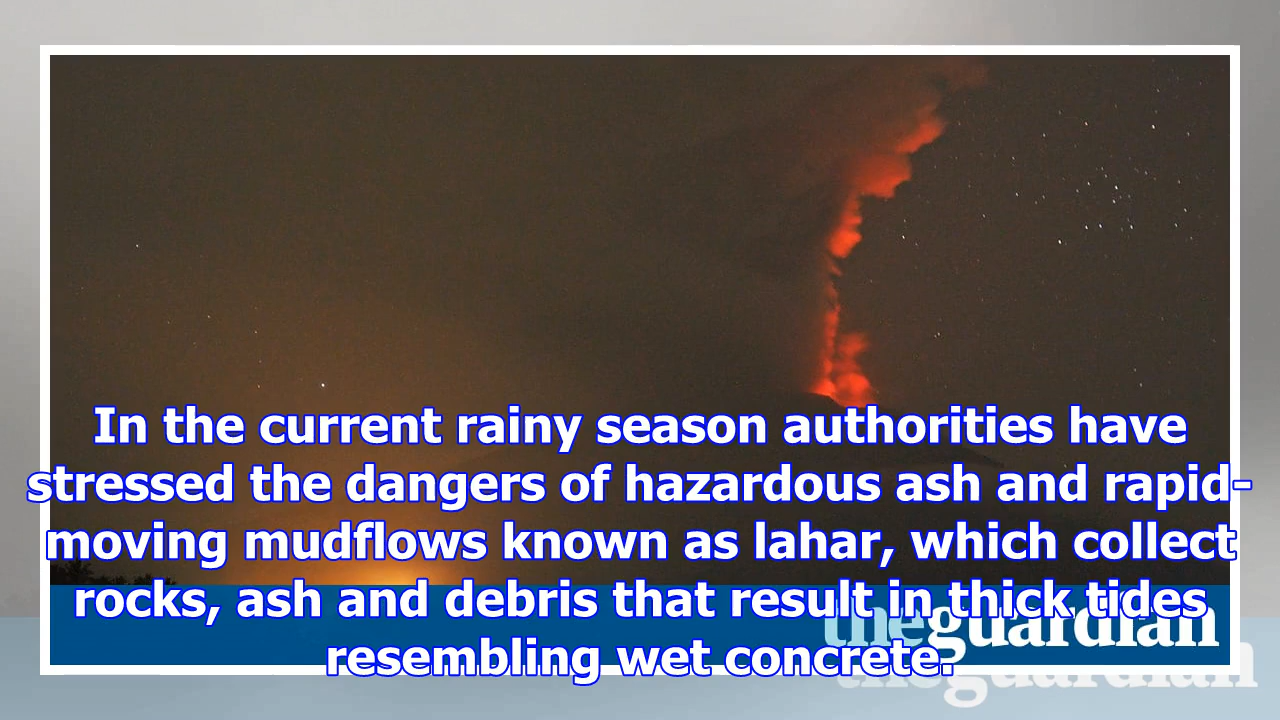 In the current rainy season authorities have
stressed the dangers of hazardous ash and rapid-
moving mudflows known as lahar, which collect
rocks, ash and debris that result in thick tides
resembling wet concrete.
theguardian
theguardian